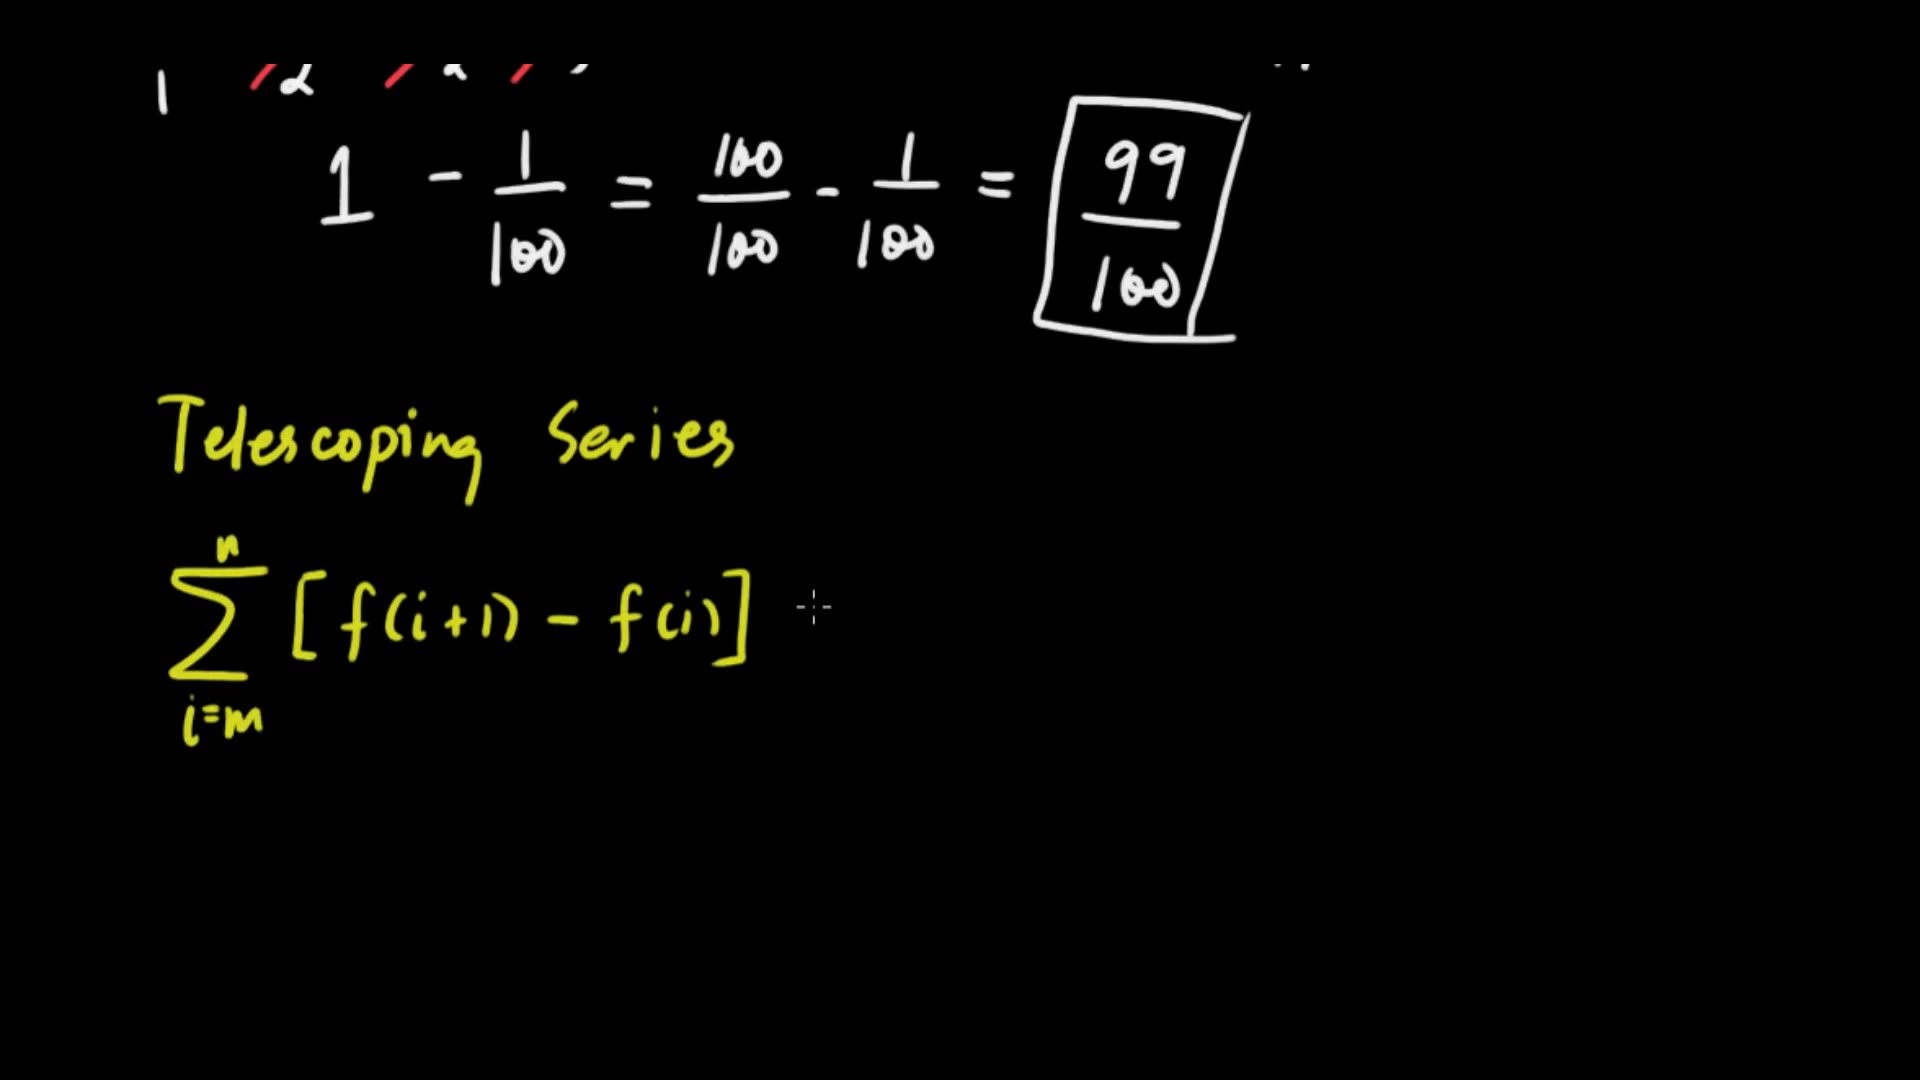 1 - 1/100 = 100/100 - 1/100 = 99/100
Telescoping Series
n
∑ [f(i+1) - f(i)]
i=m